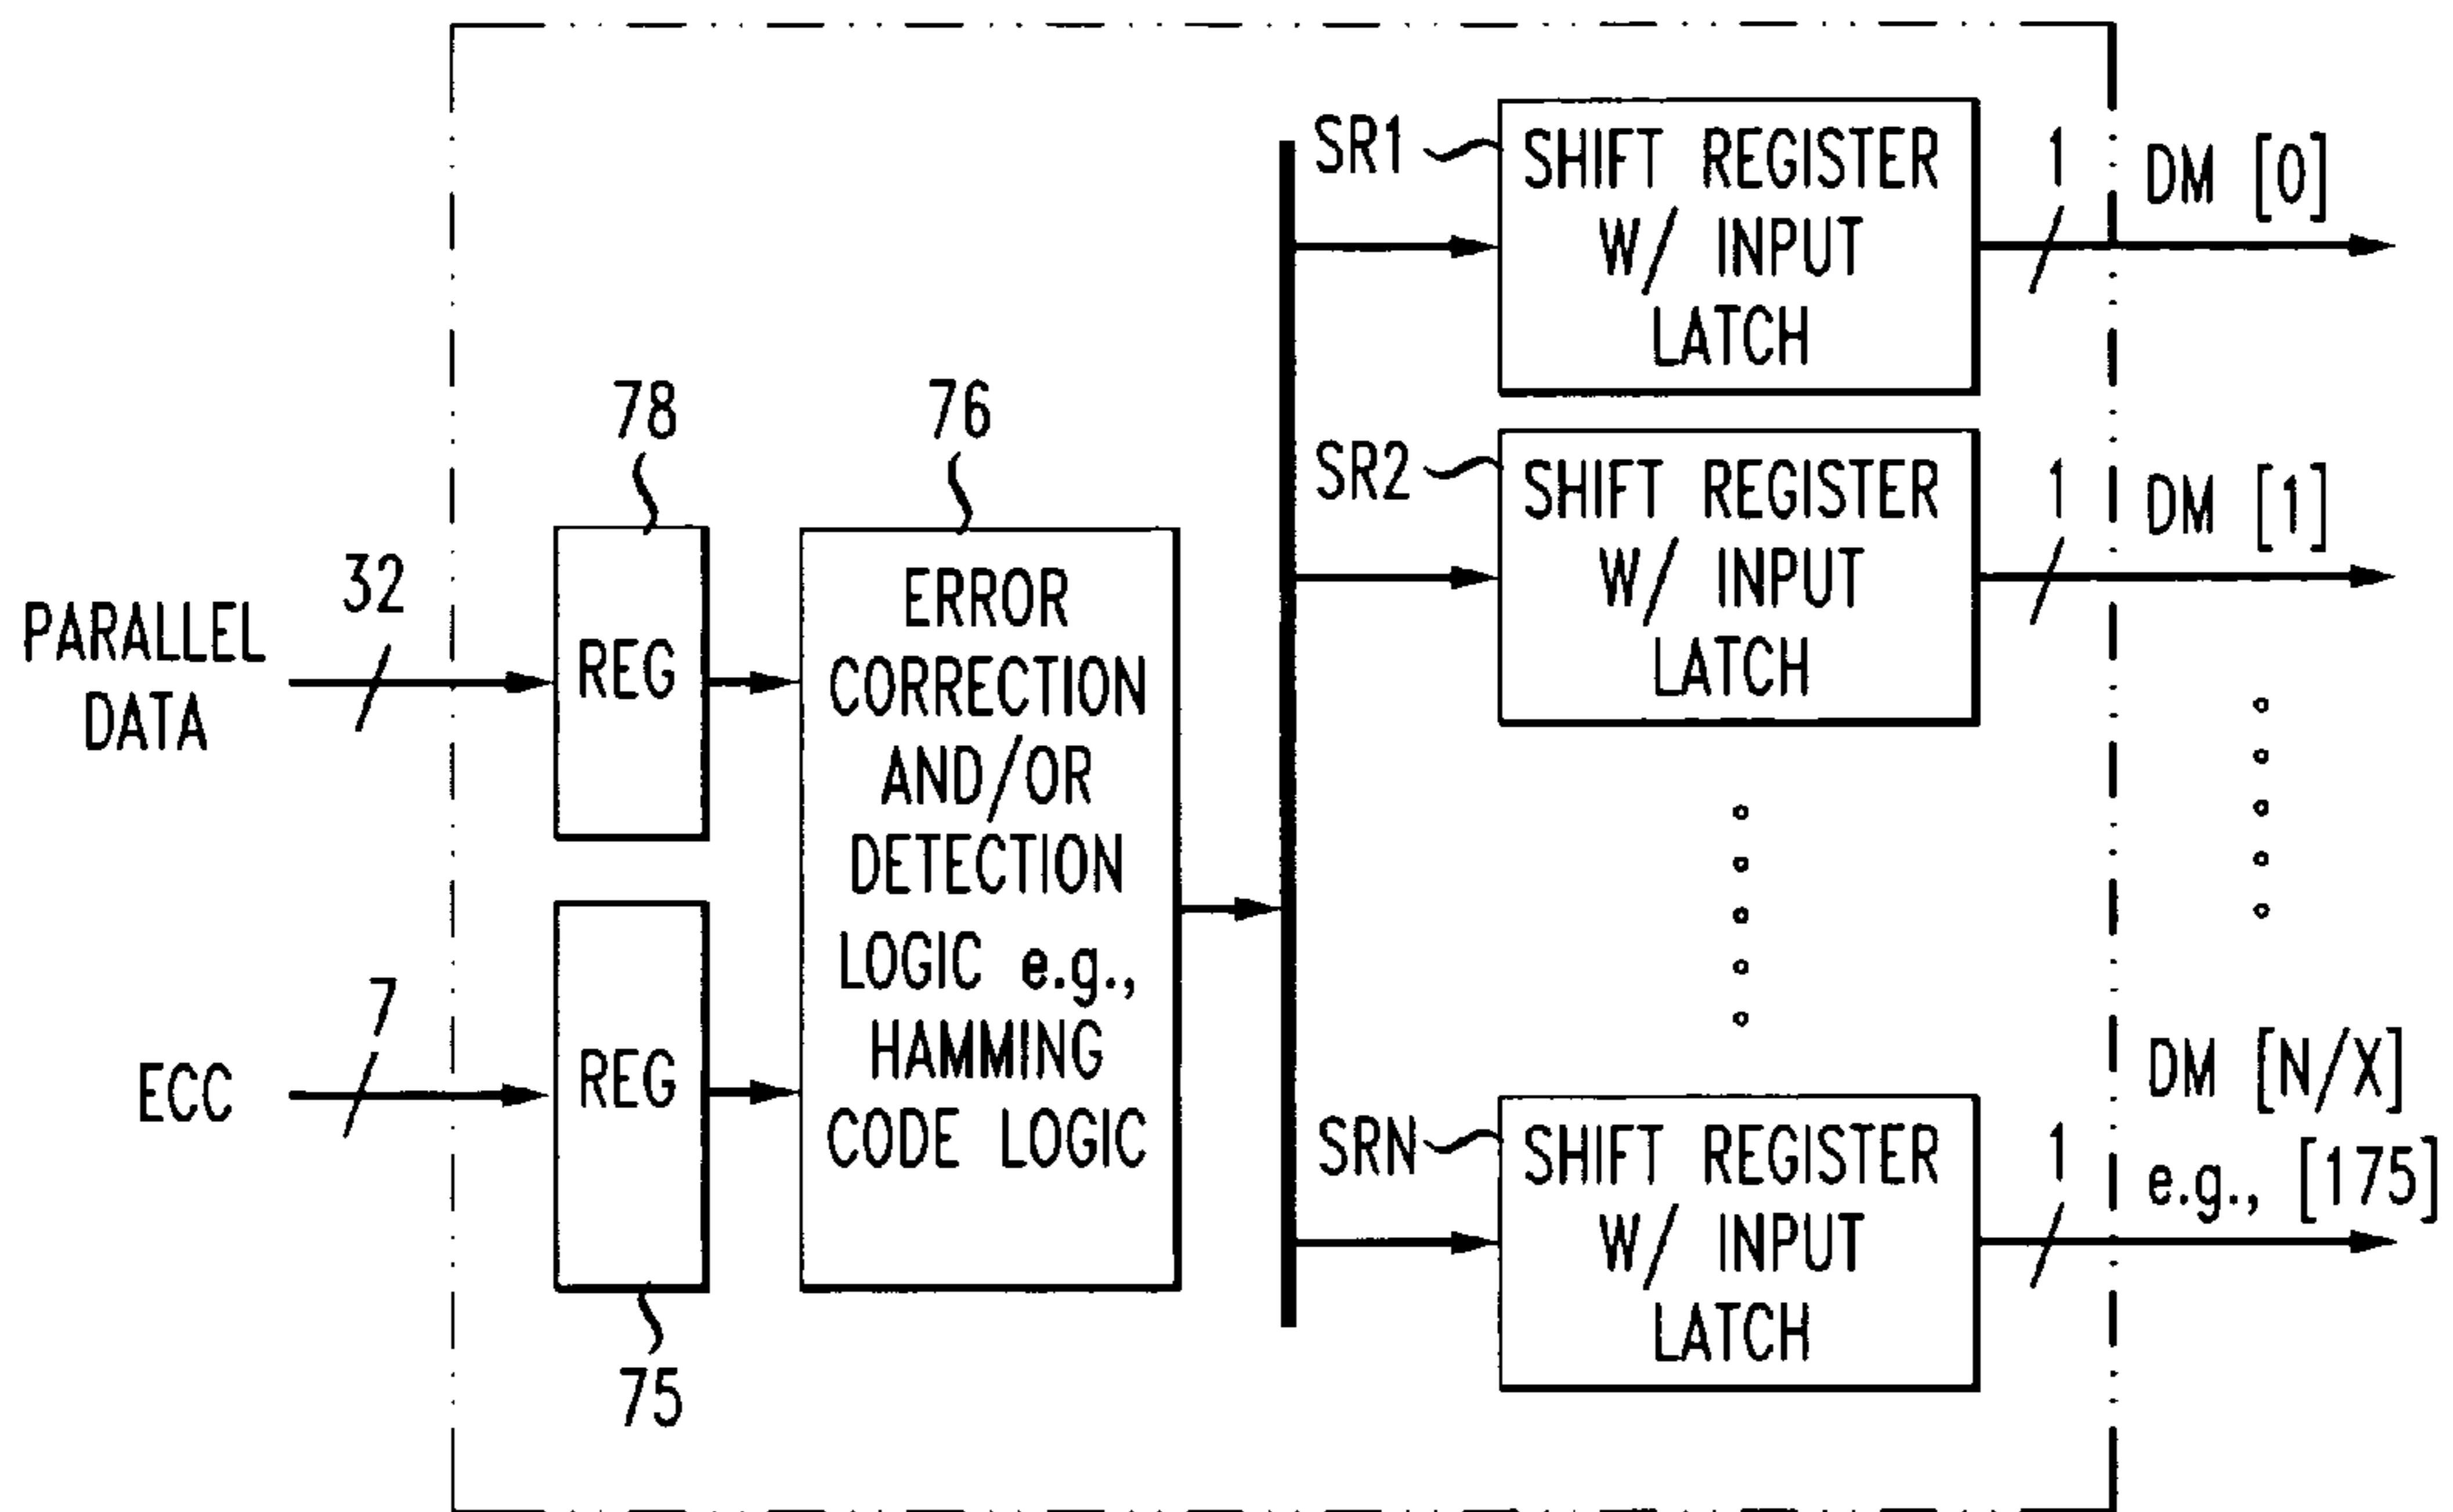 PARALLEL
DATA
32
ECC
7
78
REG
REG
75
76
ERROR
CORRECTION
AND/OR
DETECTION
LOGIC e.g.,
HAMMING
CODE LOGIC
SR1
SHIFT REGISTER
W/ INPUT
LATCH
1
DM [0]
SR2
SHIFT REGISTER
W/ INPUT
LATCH
1
DM [1]
SRN
SHIFT REGISTER
W/ INPUT
LATCH
1
DM [N/X]
e.g., [175]